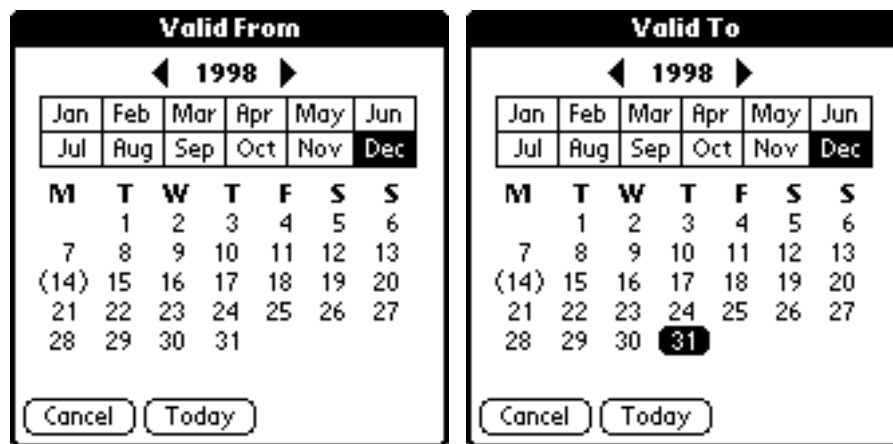 Valid From
1998
Jan Feb Mar Apr May Jun
Jul Aug Sep Oct Nov Dec
M T W T F S S
1 2 3 4 5 6
7 8 9 10 11 12 13
(14) 15 16 17 18 19 20
21 22 23 24 25 26 27
28 29 30 31
Cancel Today
Valid To
1998
Jan Feb Mar Apr May Jun
Jul Aug Sep Oct Nov Dec
M T W T F S S
1 2 3 4 5 6
7 8 9 10 11 12 13
(14) 15 16 17 18 19 20
21 22 23 24 25 26 27
28 29 30 31
Cancel Today